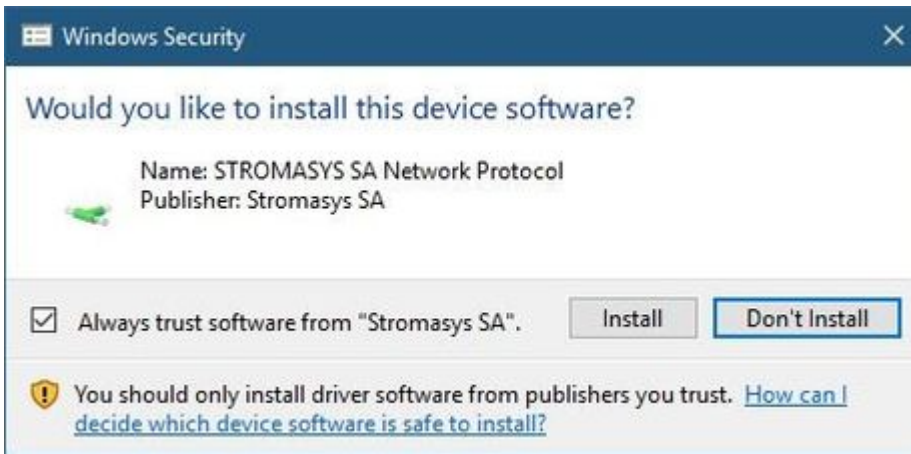 Windows Security
Would you like to install this device software?
Name: STROMASYS SA Network Protocol
Publisher: Stromasys SA
Always trust software from "Stromasys SA".
Install
Don't Install
You should only install driver software from publishers you trust. How can I
decide which device software is safe to install?